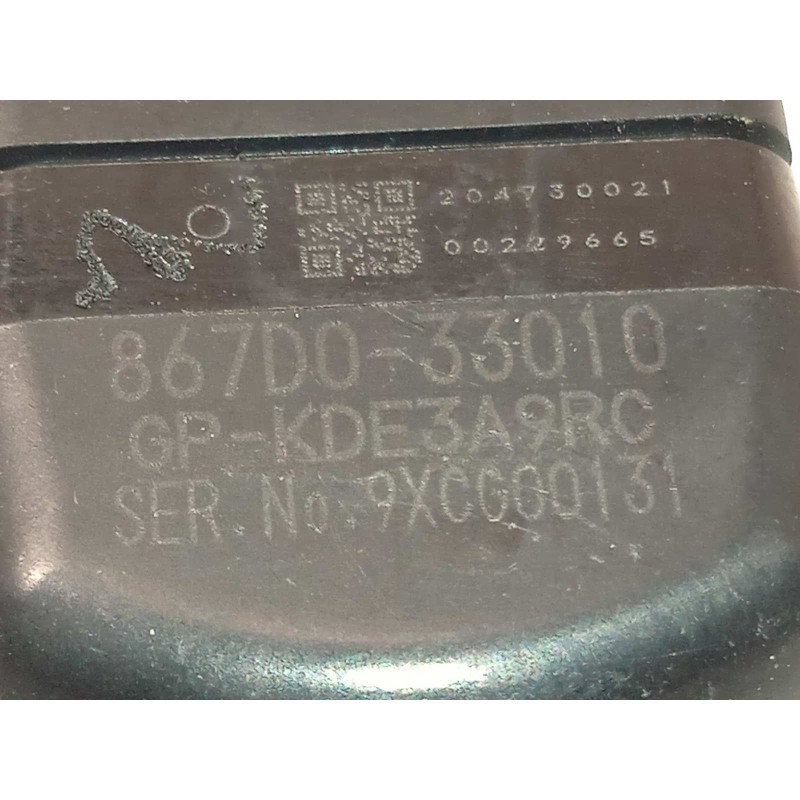 204730021
00229665
867D0-33010
GP-KDE3A9RC
SER. No. 9XCGG0131